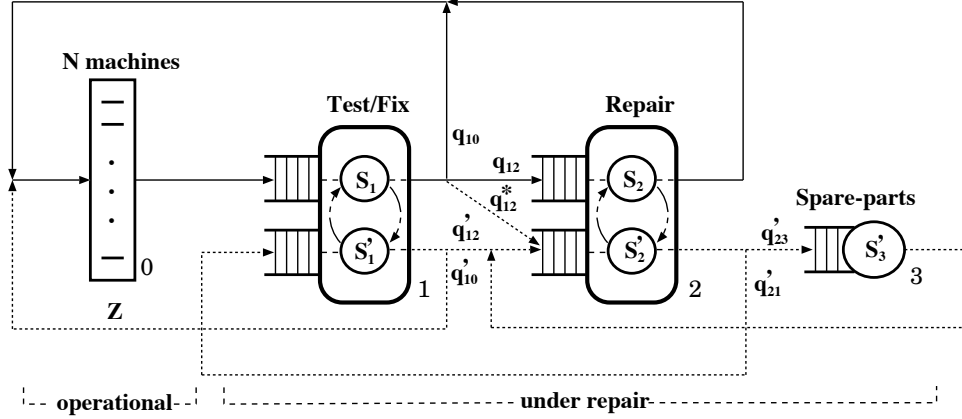 N machines
Test/Fix
Repair
Spare-parts
q10
q12
q*12
S1
S2
q'12
q'10
S'1
S'2
q'23
q'21
S'3
0
1
2
3
Z
operational
under repair